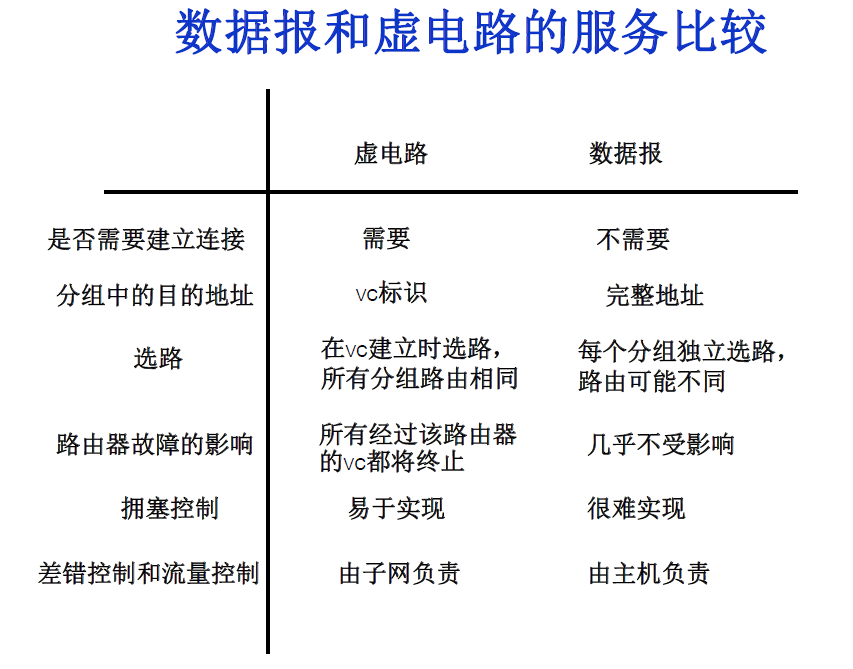 数据报和虚电路的服务比较
虚电路 数据报
是否需要建立连接 需要 不需要
分组中的目的地址 VC标识 完整地址
选路 在VC建立时选路， 每个分组独立选路，
所有分组路由相同 路由可能不同
路由器故障的影响 所有经过该路由器 几乎不受影响
的VC都将终止
拥塞控制 易于实现 很难实现
差错控制和流量控制 由子网负责 由主机负责